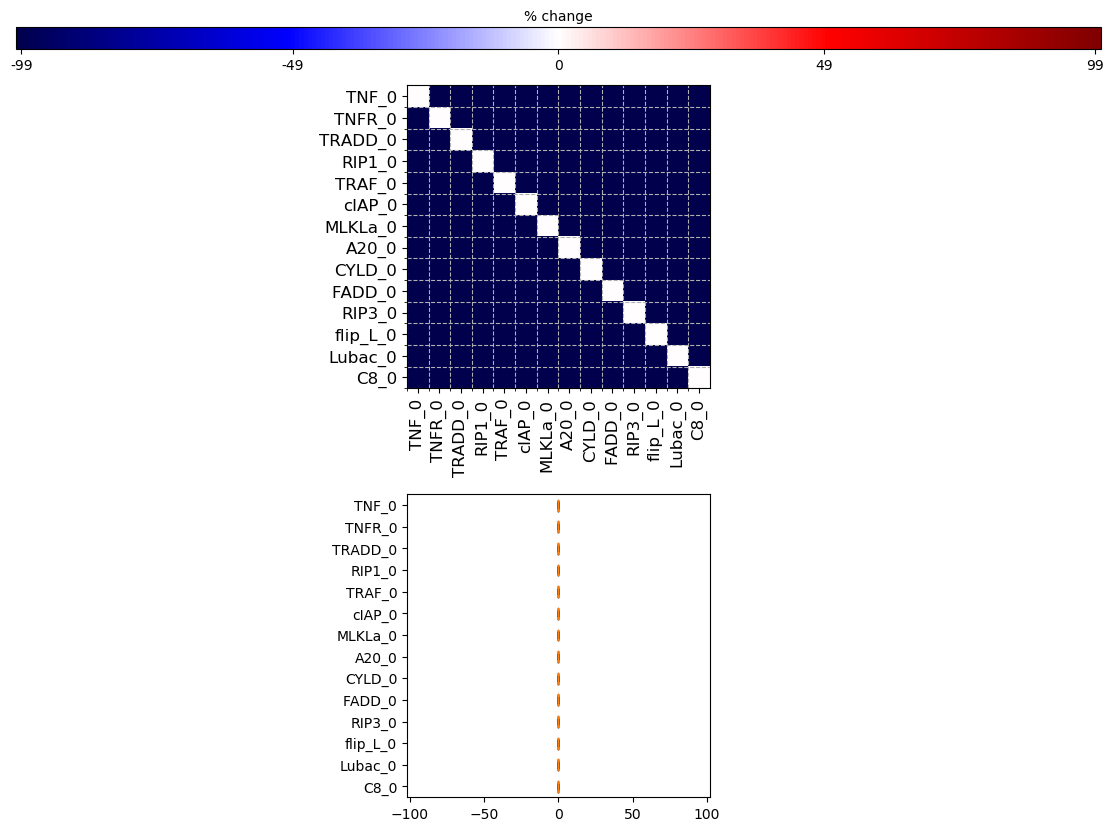 % change
-99 -49 0 49 99
TNF_0
TNFR_0
TRADD_0
RIP1_0
TRAF_0
cIAP_0
MLKLa_0
A20_0
CYLD_0
FADD_0
RIP3_0
flip_L_0
Lubac_0
C8_0
TNF_0
TNFR_0
TRADD_0
RIP1_0
TRAF_0
cIAP_0
MLKLa_0
A20_0
CYLD_0
FADD_0
RIP3_0
flip_L_0
Lubac_0
C8_0
TNF_0
TNFR_0
TRADD_0
RIP1_0
TRAF_0
cIAP_0
MLKLa_0
A20_0
CYLD_0
FADD_0
RIP3_0
flip_L_0
Lubac_0
C8_0
−100 −50 0 50 100